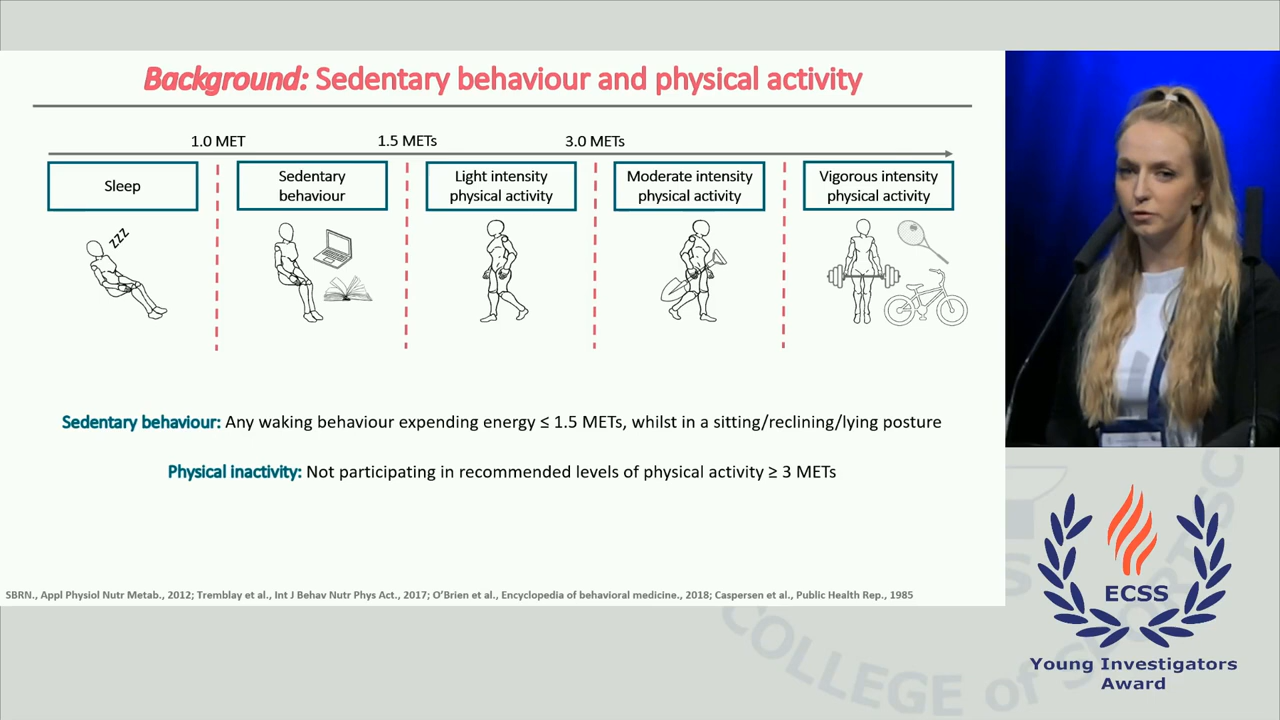 Background: Sedentary behaviour and physical activity
1.0 MET
1.5 METs
3.0 METs
Sleep
Sedentary
behaviour
Light intensity
physical activity
Moderate intensity
physical activity
Vigorous intensity
physical activity
zzz
Sedentary behaviour: Any waking behaviour expending energy ≤ 1.5 METs, whilst in a sitting/reclining/lying posture
Physical inactivity: Not participating in recommended levels of physical activity ≥ 3 METs
SBRN., Appl Physiol Nutr Metab., 2012; Tremblay et al., Int J Behav Nutr Phys Act., 2017; O'Brien et al., Encyclopedia of behavioral medicine., 2018; Caspersen et al., Public Health Rep., 1985
ECSS
Young Investigators
Award
COLLEGE of